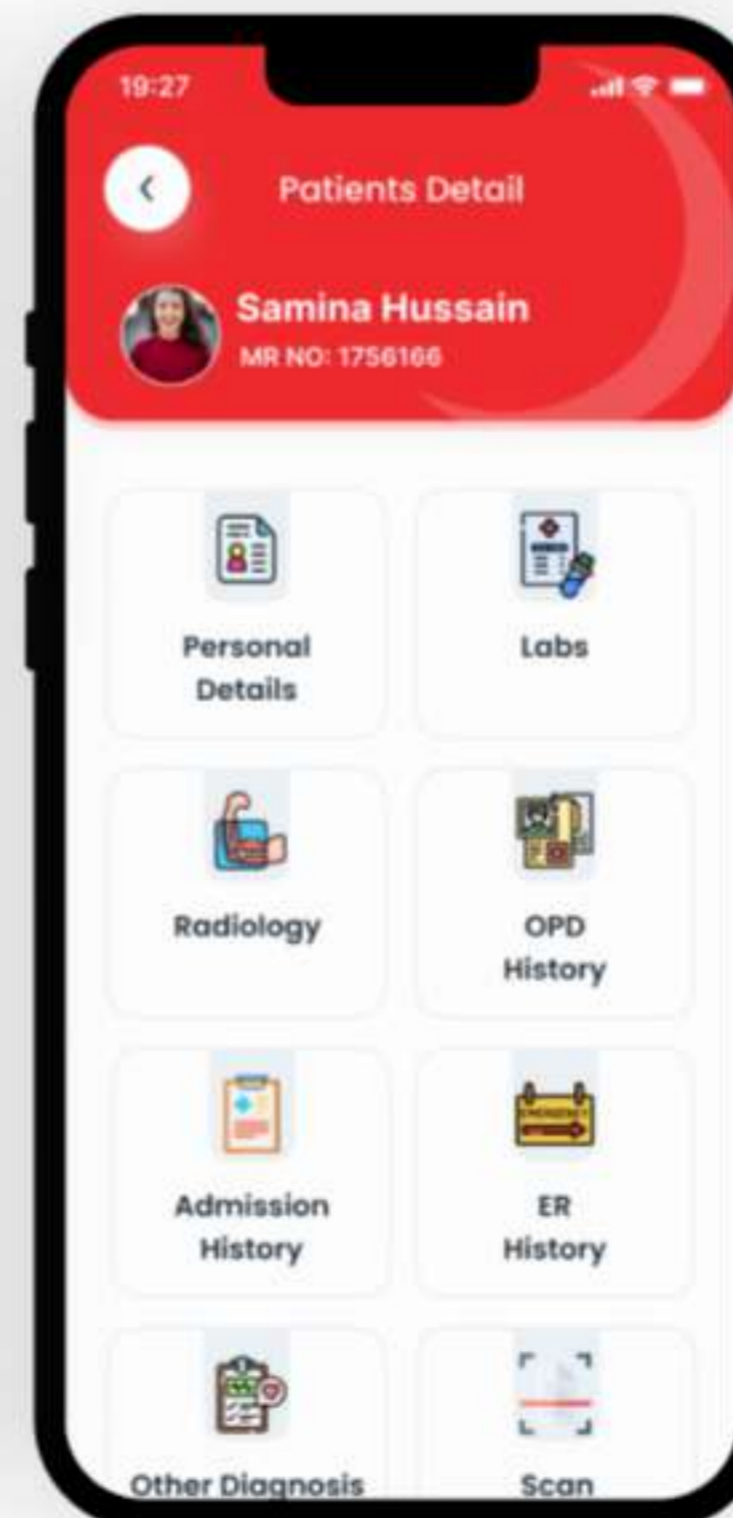 19:27
Patients Detail
Samina Hussain
MR NO: 1756166
Personal
Details
Labs
Radiology
OPD
History
Admission
History
EMERGENCY
ER
History
Other Diagnosis
Scan